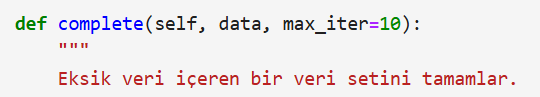 def complete(self, data, max_iter=10):
    """
    Eksik veri içeren bir veri setini tamamlar.